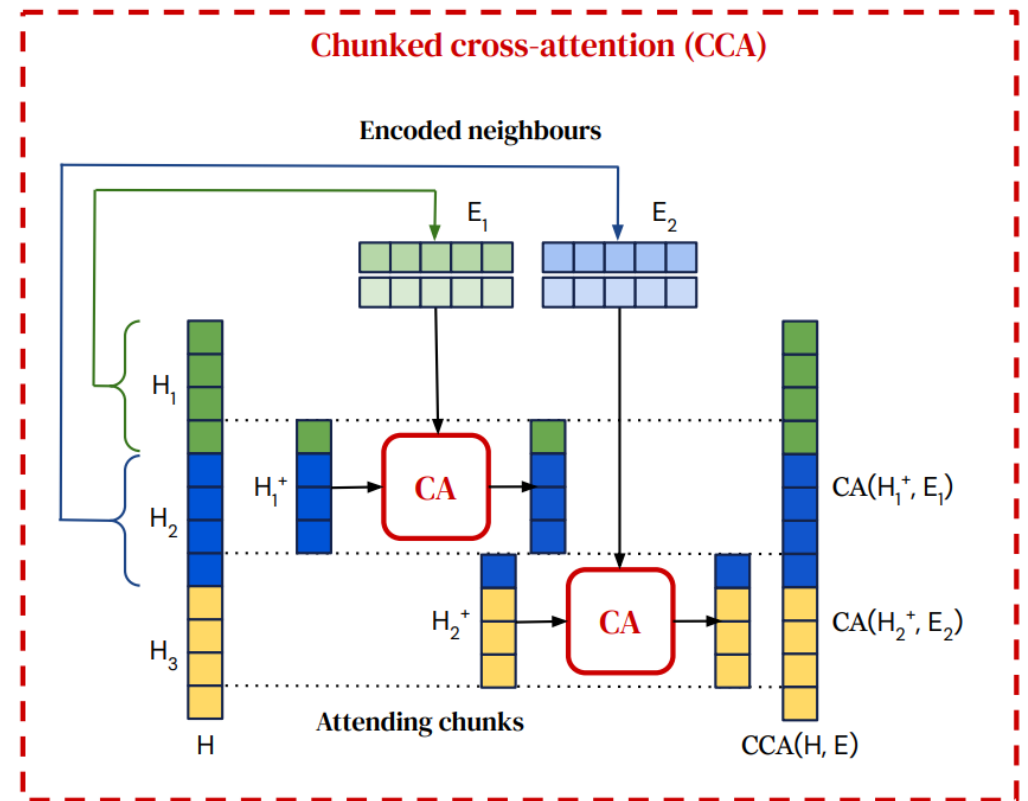 Chunked cross-attention (CCA)
Encoded neighbours
E₁
E₂
H₁
H₁⁺
CA
CA(H₁⁺, E₁)
H₂
H₂⁺
CA
CA(H₂⁺, E₂)
H₃
Attending chunks
H
CCA(H, E)